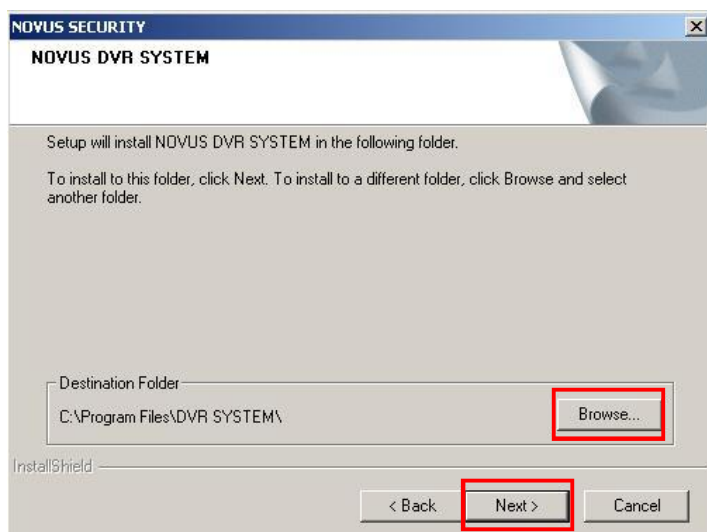 NOVUS SECURITY
NOVUS DVR SYSTEM
Setup will install NOVUS DVR SYSTEM in the following folder.
To install to this folder, click Next. To install to a different folder, click Browse and select
another folder.
Destination Folder
C:\Program Files\DVR SYSTEM\
Browse...
InstallShield
< Back
Next >
Cancel